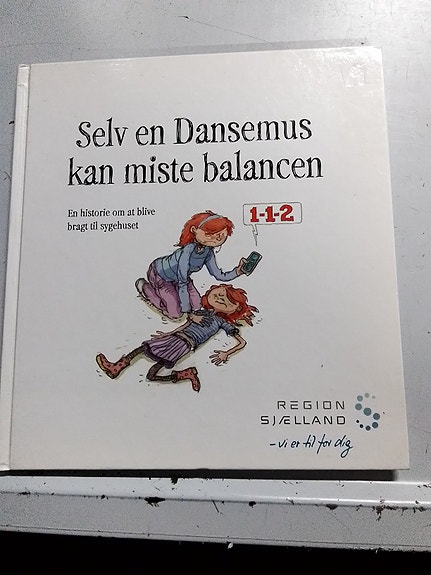 Selv en Dansemus
kan miste balancen
En historie om at blive
bragt til sygehuset
1-1-2
REGION
SJÆLLAND
- vi er til for dig